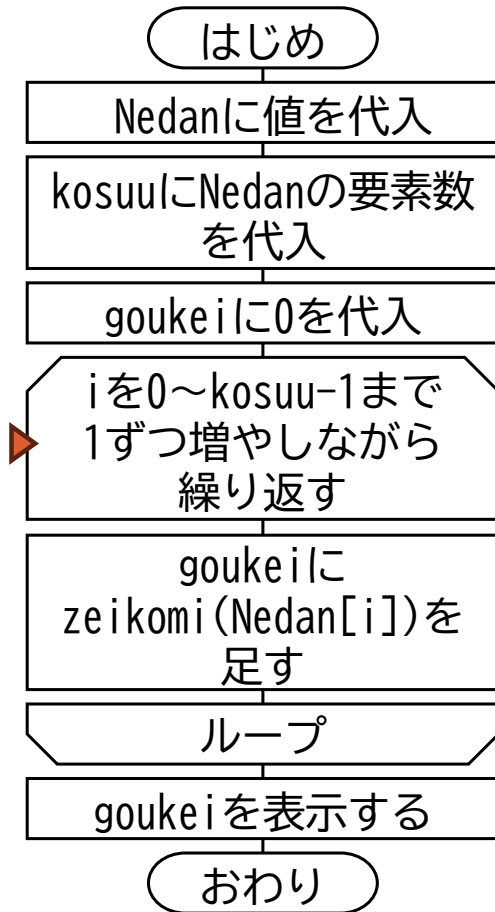 はじめ
Nedanに値を代入
kosuuにNedanの要素数
を代入
goukeiに0を代入
iを0～kosuu-1まで
1ずつ増やしながら
繰り返す
goukeiに
zeikomi(Nedan[i])を
足す
ループ
goukeiを表示する
おわり